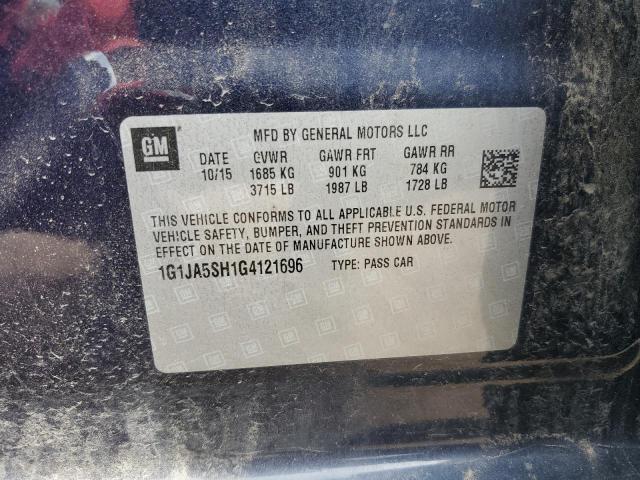 GM
MFD BY GENERAL MOTORS LLC
DATE GVWR GAWR FRT GAWR RR
10/15 1685 KG 901 KG 784 KG
3715 LB 1987 LB 1728 LB
THIS VEHICLE CONFORMS TO ALL APPLICABLE U.S. FEDERAL MOTOR
VEHICLE SAFETY, BUMPER, AND THEFT PREVENTION STANDARDS IN
EFFECT ON THE DATE OF MANUFACTURE SHOWN ABOVE.
1G1JA5SH1G4121696 TYPE: PASS CAR